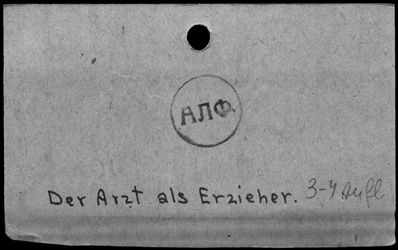 АЛФ.
Der Arzt als Erzieher. 3-4 Aufl